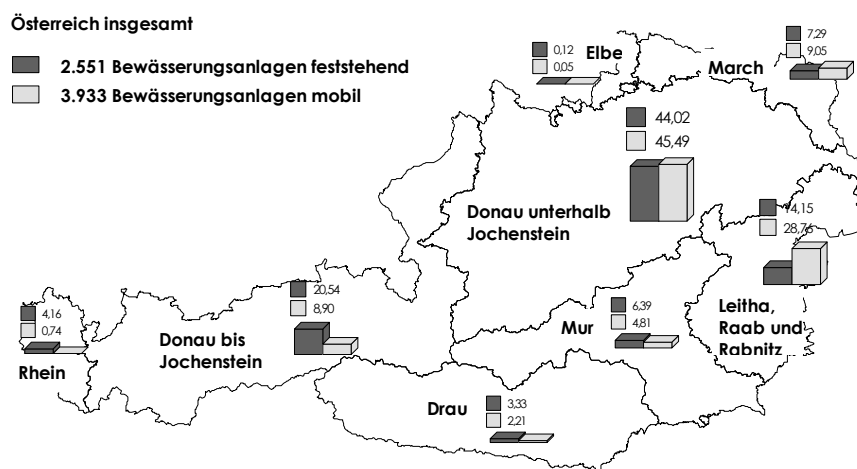 Österreich insgesamt
2.551 Bewässerungsanlagen feststehend
3.933 Bewässerungsanlagen mobil
0,12
0,05
Elbe
March
7,29
9,05
44,02
45,49
Donau unterhalb
Jochenstein
14,15
28,76
Leitha,
Raab und
Rabnitz
6,39
4,81
Mur
20,54
8,90
Donau bis
Jochenstein
4,16
0,74
Rhein
Drau
3,33
2,21